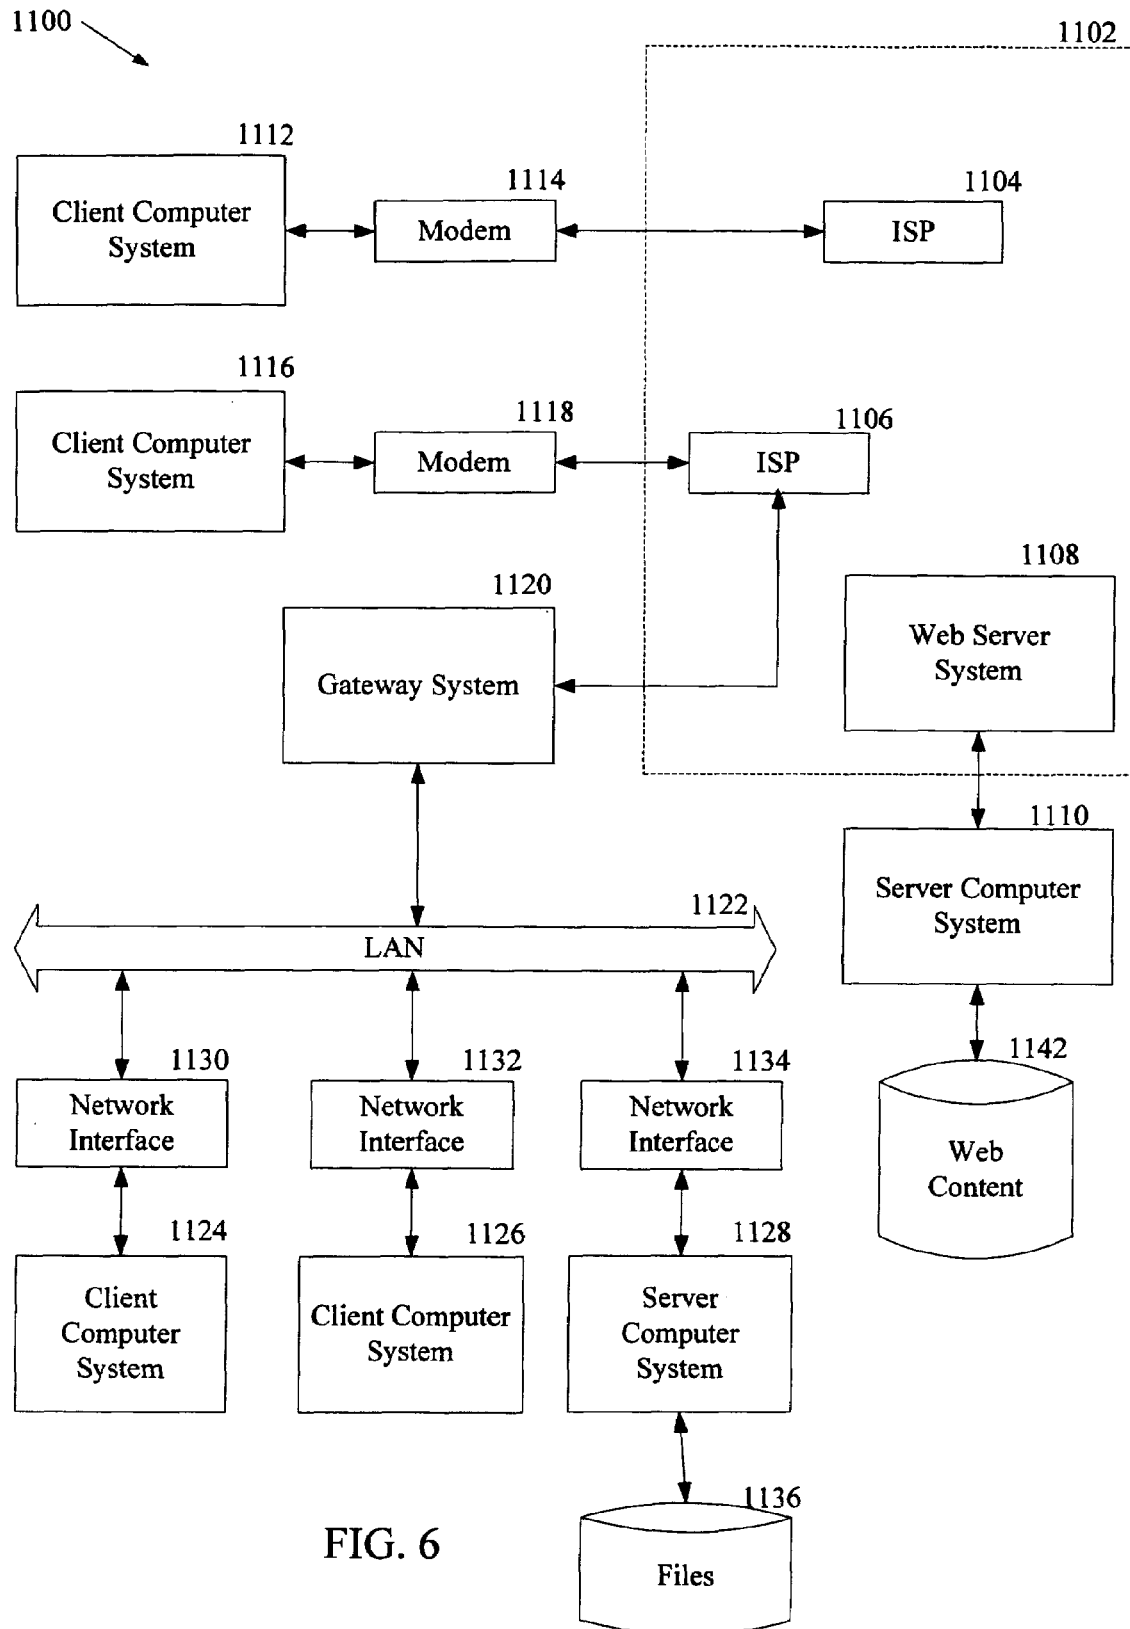 1100
1102
1112
Client Computer
System
1114
Modem
1104
ISP
1116
Client Computer
System
1118
Modem
1106
ISP
1120
Gateway System
1108
Web Server
System
1110
Server Computer
System
1122
LAN
1142
Web
Content
1130
Network
Interface
1132
Network
Interface
1134
Network
Interface
1124
Client
Computer
System
1126
Client Computer
System
1128
Server
Computer
System
1136
Files
FIG. 6